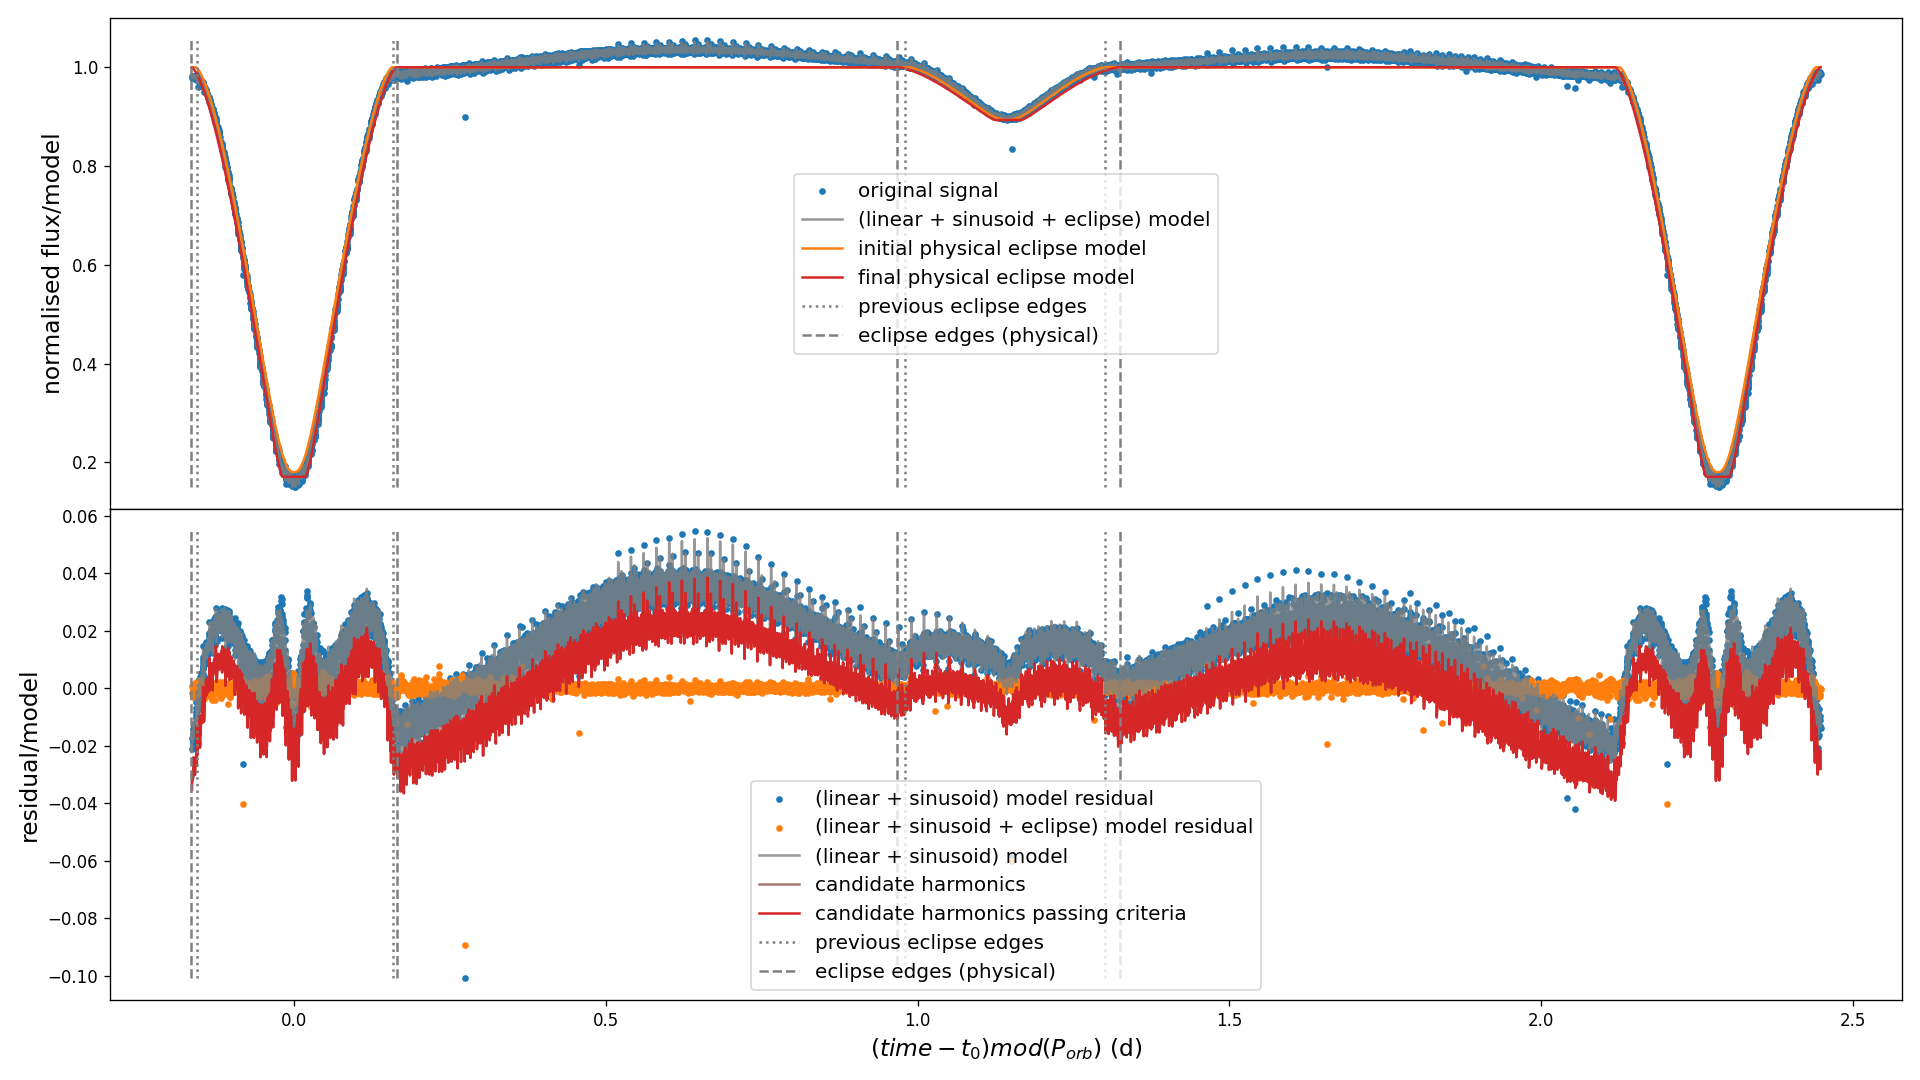 normalised flux/model
1.0
0.8
0.6
0.4
0.2
original signal
(linear + sinusoid + eclipse) model
initial physical eclipse model
final physical eclipse model
previous eclipse edges
eclipse edges (physical)
residual/model
0.06
0.04
0.02
0.00
−0.02
−0.04
−0.06
−0.08
−0.10
(linear + sinusoid) model residual
(linear + sinusoid + eclipse) model residual
(linear + sinusoid) model
candidate harmonics
candidate harmonics passing criteria
previous eclipse edges
eclipse edges (physical)
0.0 0.5 1.0 1.5 2.0 2.5
(time − t₀)mod(P_orb) (d)